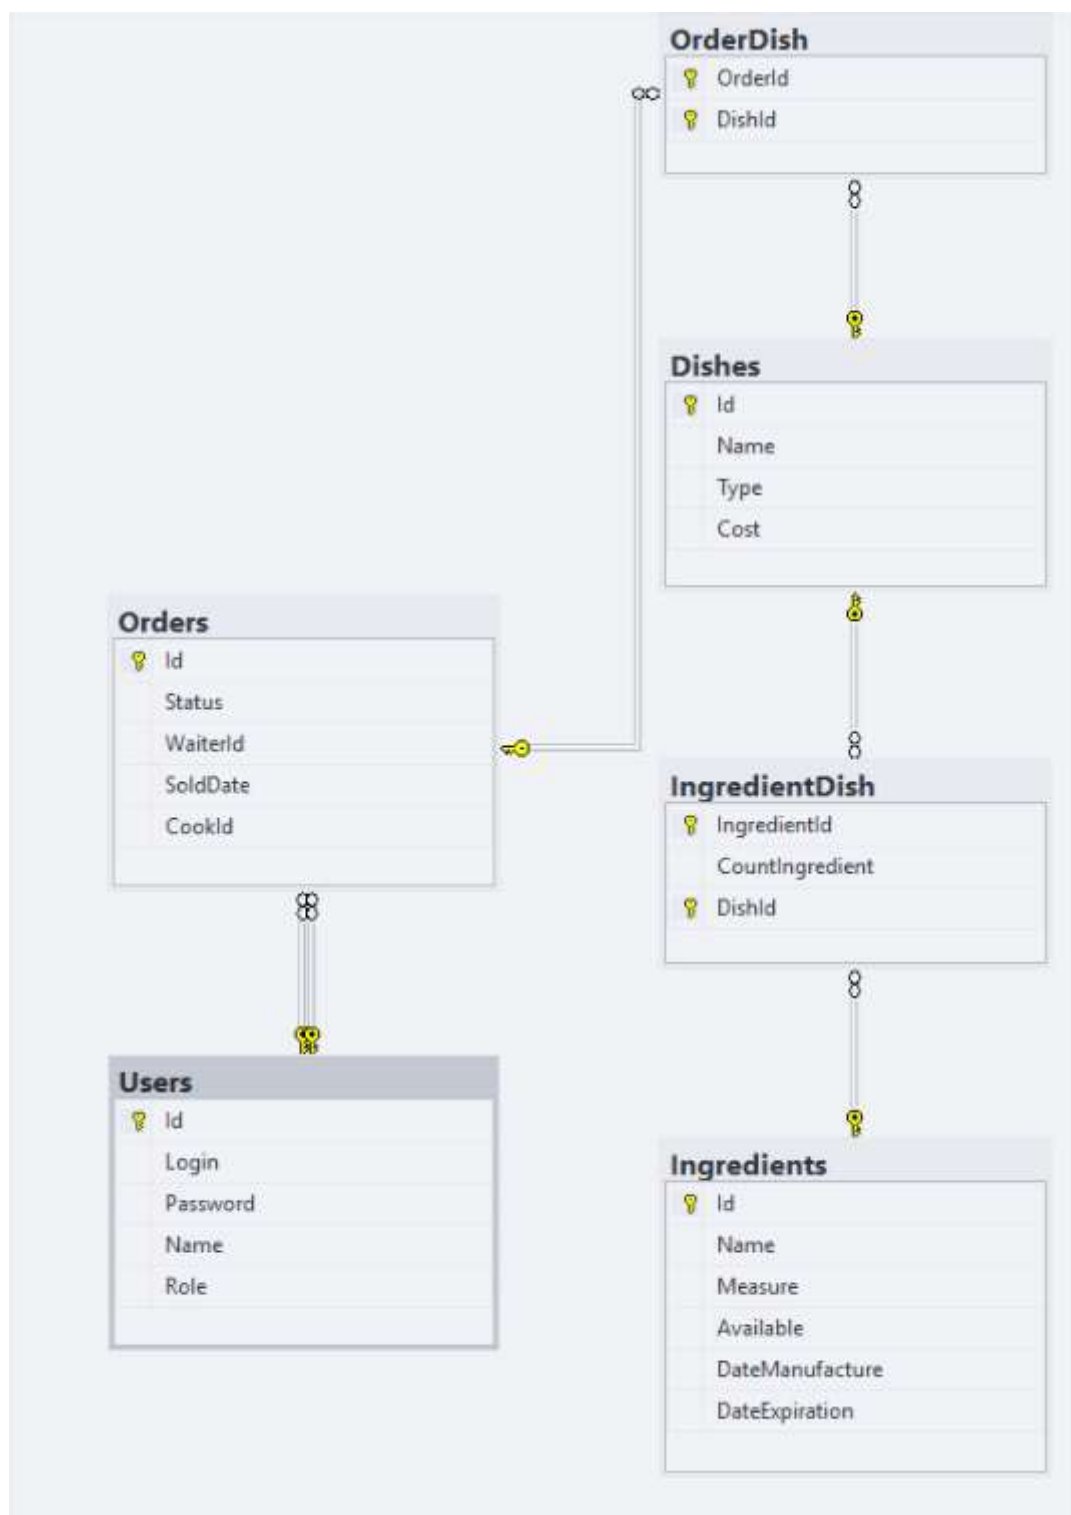 OrderDish
OrderId
DishId
Dishes
Id
Name
Type
Cost
Orders
Id
Status
WaiterId
SoldDate
CookId
IngredientDish
IngredientId
CountIngredient
DishId
Users
Id
Login
Password
Name
Role
Ingredients
Id
Name
Measure
Available
DateManufacture
DateExpiration